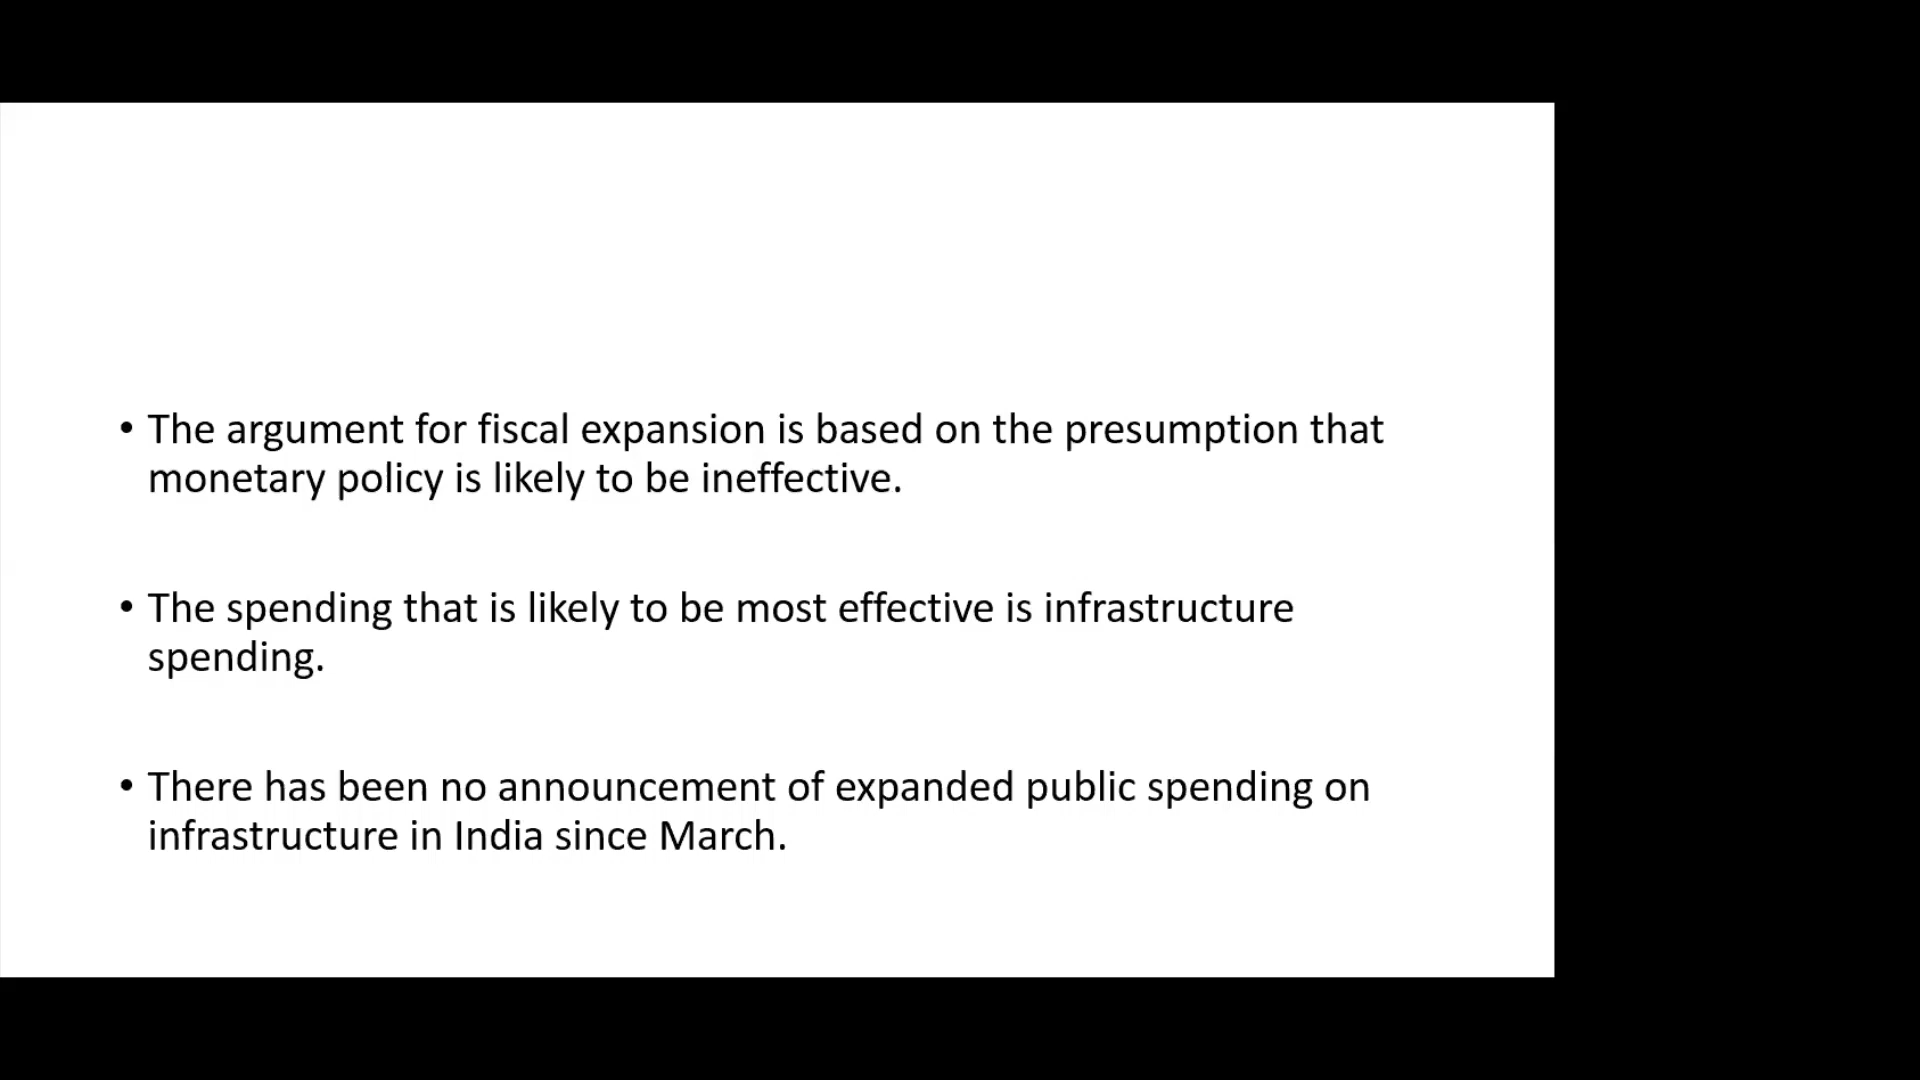 • The argument for fiscal expansion is based on the presumption that
monetary policy is likely to be ineffective.
• The spending that is likely to be most effective is infrastructure
spending.
• There has been no announcement of expanded public spending on
infrastructure in India since March.